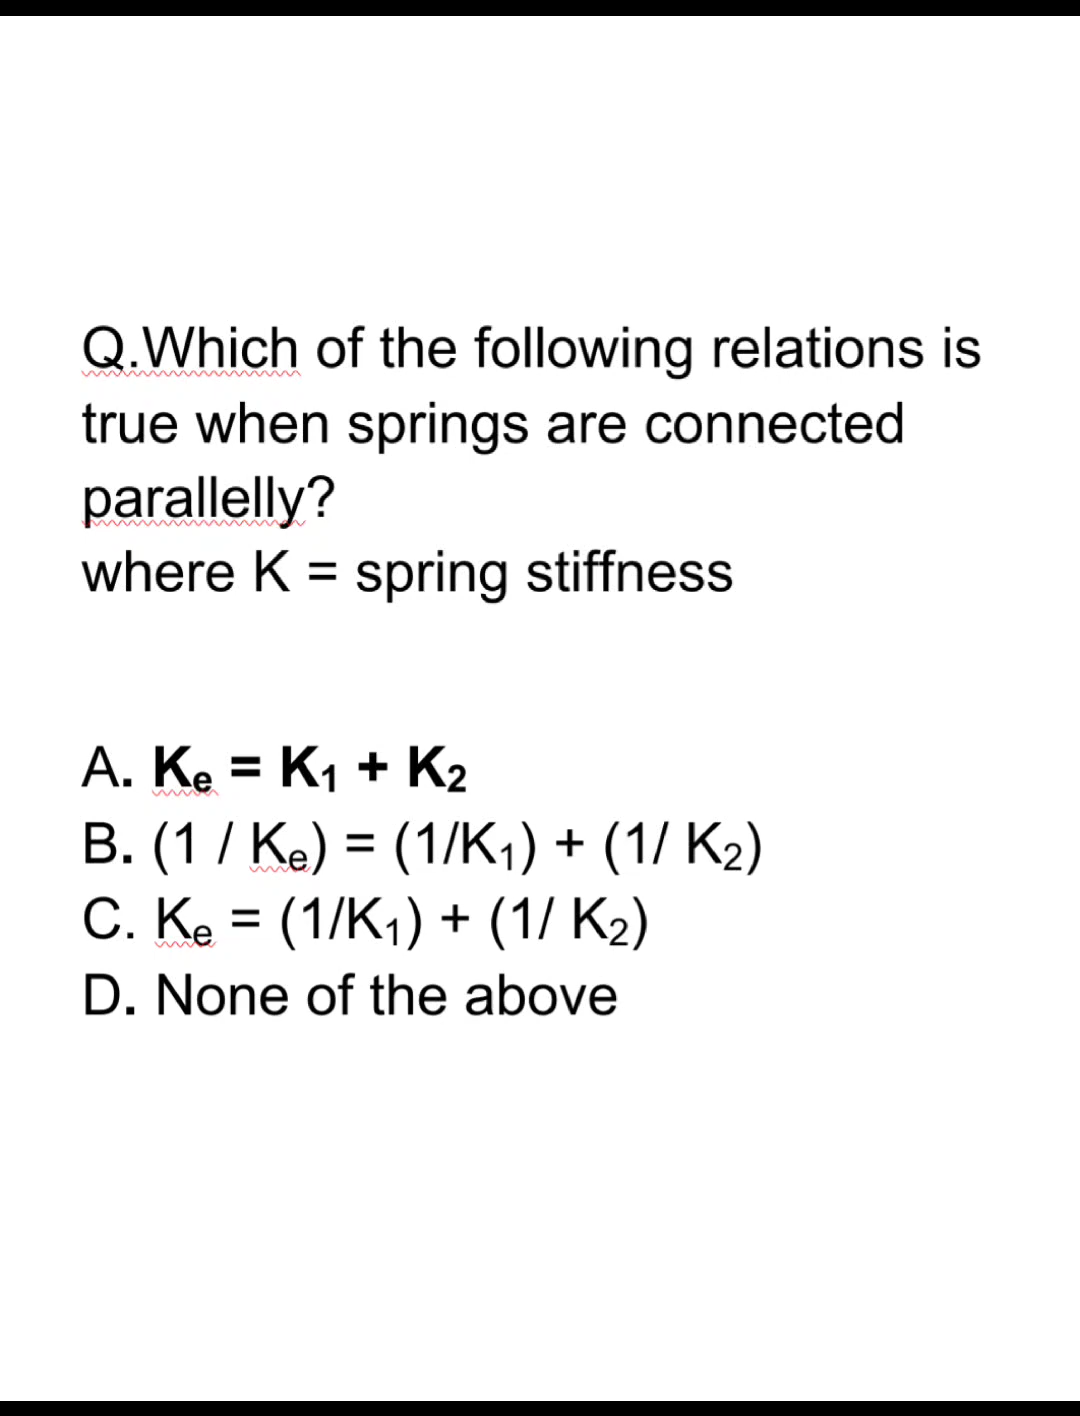 Q.Which of the following relations is
true when springs are connected
parallelly?
where K = spring stiffness
A. Kₑ = K₁ + K₂
B. (1 / Kₑ) = (1/K₁) + (1/ K₂)
C. Kₑ = (1/K₁) + (1/ K₂)
D. None of the above